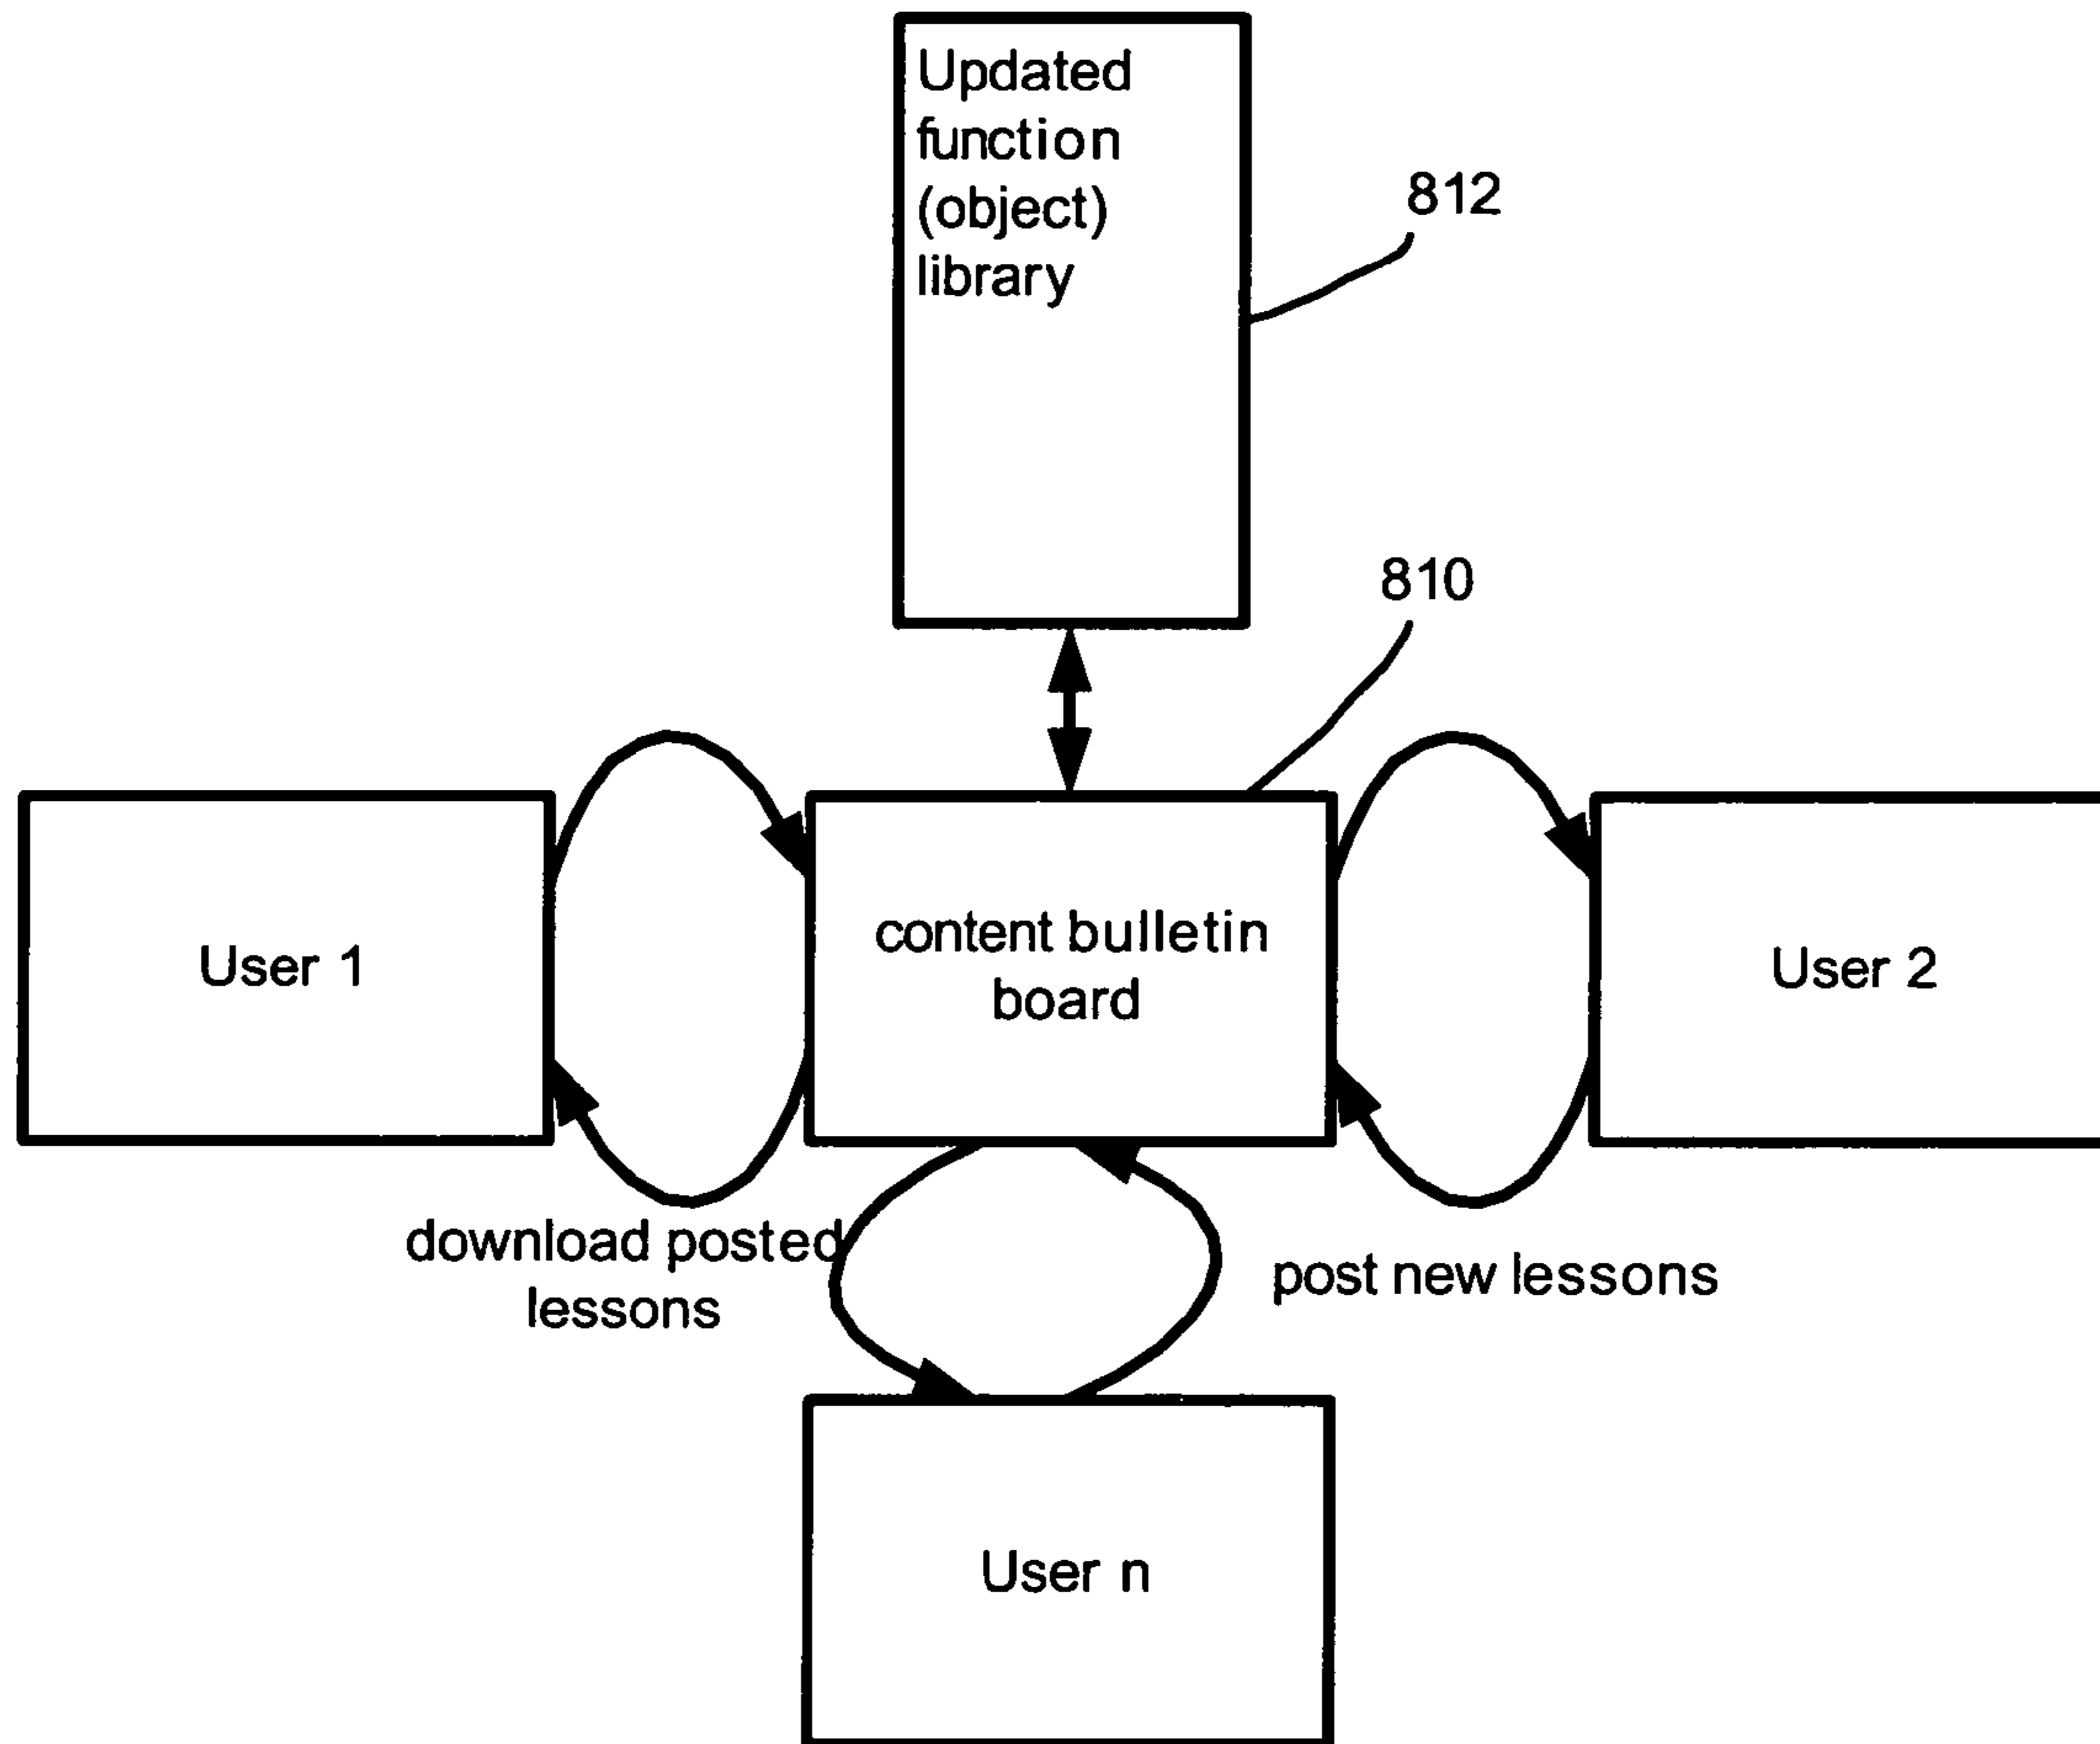 Updated
function
(object)
library
812
810
User 1
content bulletin
board
User 2
download posted
lessons
post new lessons
User n